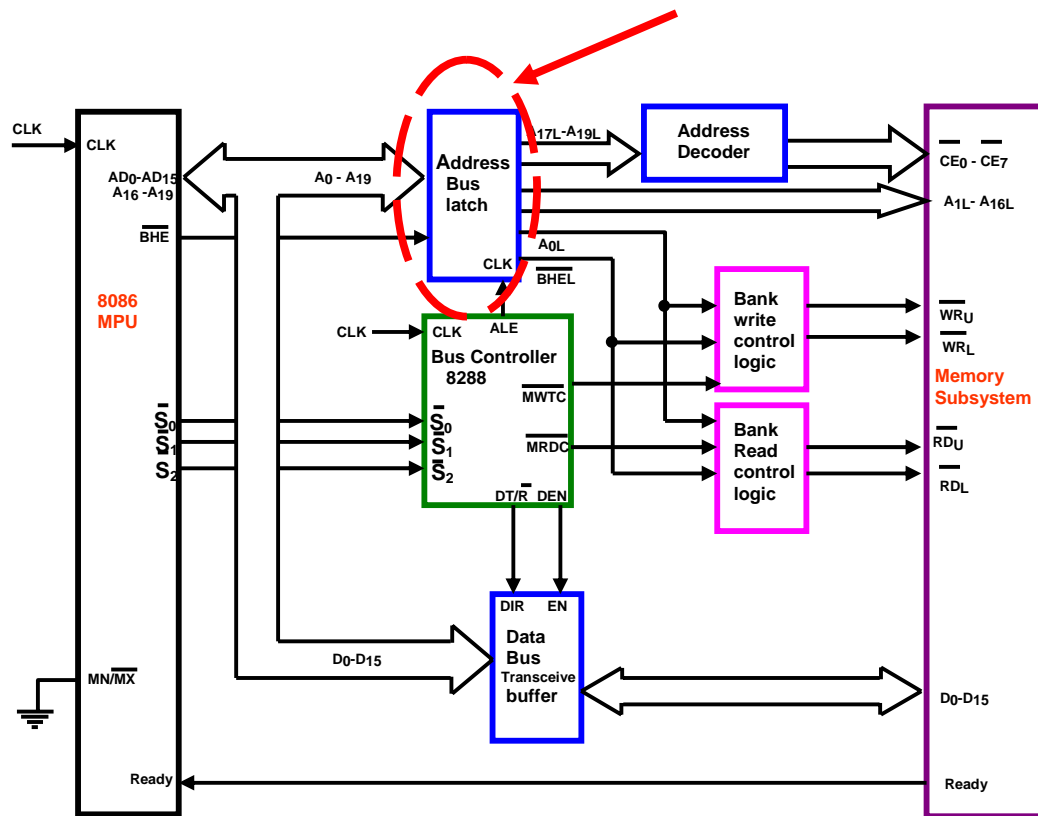 CLK
CLK
AD0-AD15
A16 -A19
BHE
8086
MPU
S0
S1
S2
MN/MX
Ready
A0 - A19
Address
Bus
latch
CLK
A17L-A19L
Address
Decoder
CE0 - CE7
A1L- A16L
A0L
BHEL
CLK
CLK
ALE
Bus Controller
8288
S0
S1
S2
MWTC
MRDC
DT/R
DEN
Bank
write
control
logic
WRU
WRL
Memory
Subsystem
Bank
Read
control
logic
RDU
RDL
DIR
EN
Data
Bus
Transceive
buffer
D0-D15
D0-D15
Ready